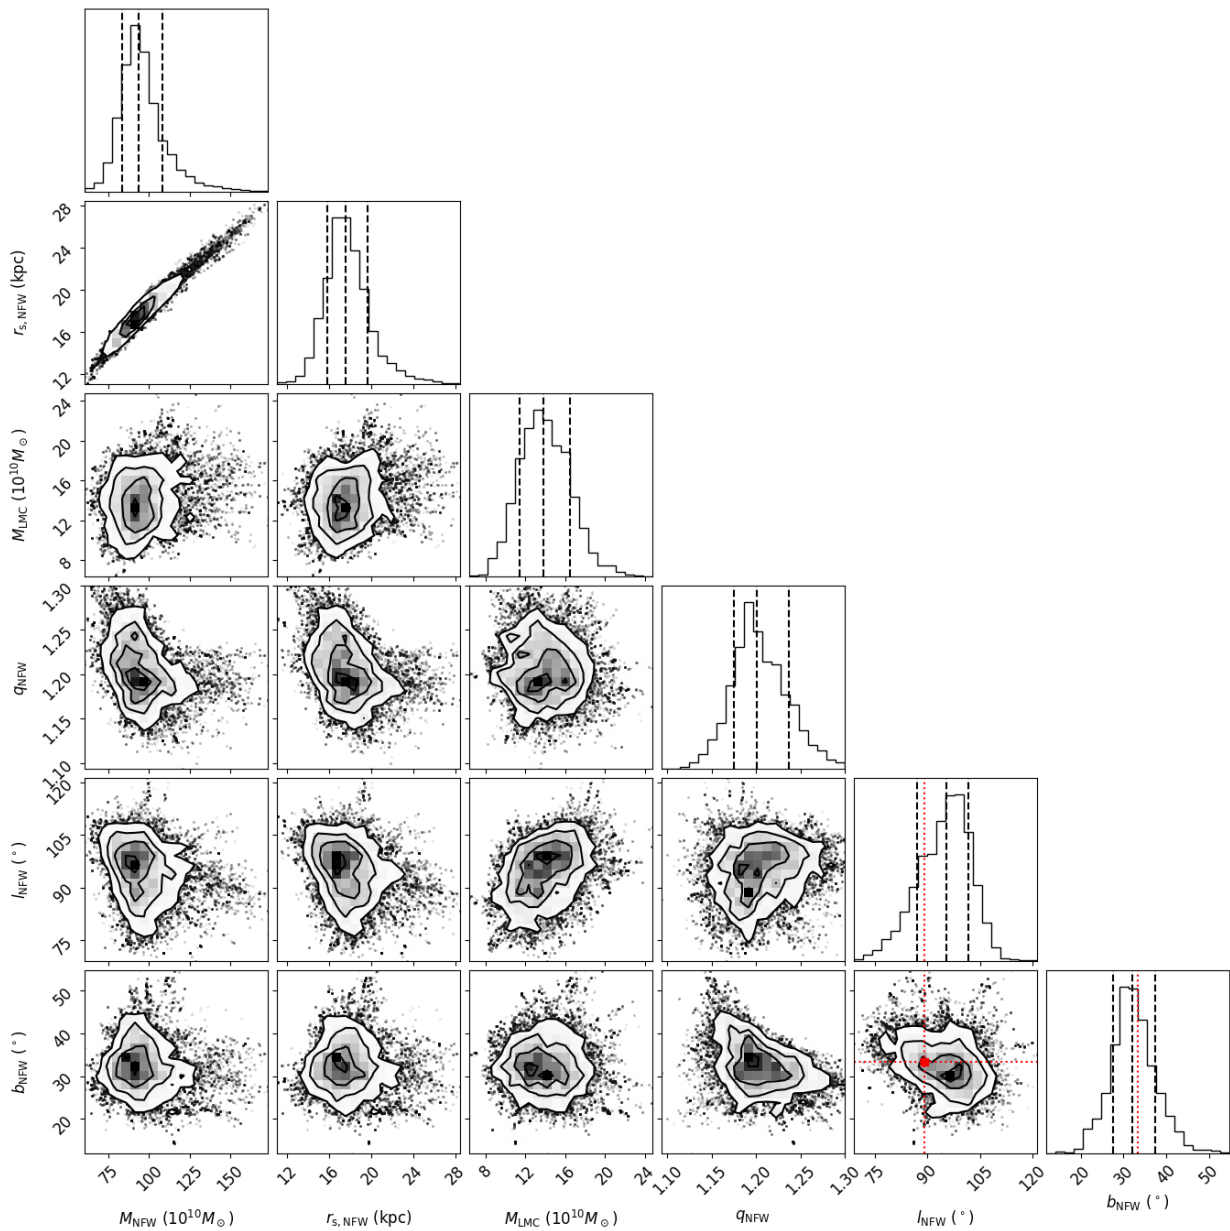 28
24
20
16
12
r_s,NFW (kpc)
24
20
16
12
8
M_LMC (10^10 M_⊙)
1.30
1.25
1.20
1.15
1.10
q_NFW
120
105
90
75
l_NFW (°)
50
40
30
20
b_NFW (°)
75 100 125 150
12 16 20 24 28
8 12 16 20 24
1.10 1.15 1.20 1.25 1.30
75 90 105 120
20 30 40 50
M_NFW (10^10 M_⊙)
r_s,NFW (kpc)
M_LMC (10^10 M_⊙)
q_NFW
l_NFW (°)
b_NFW (°)